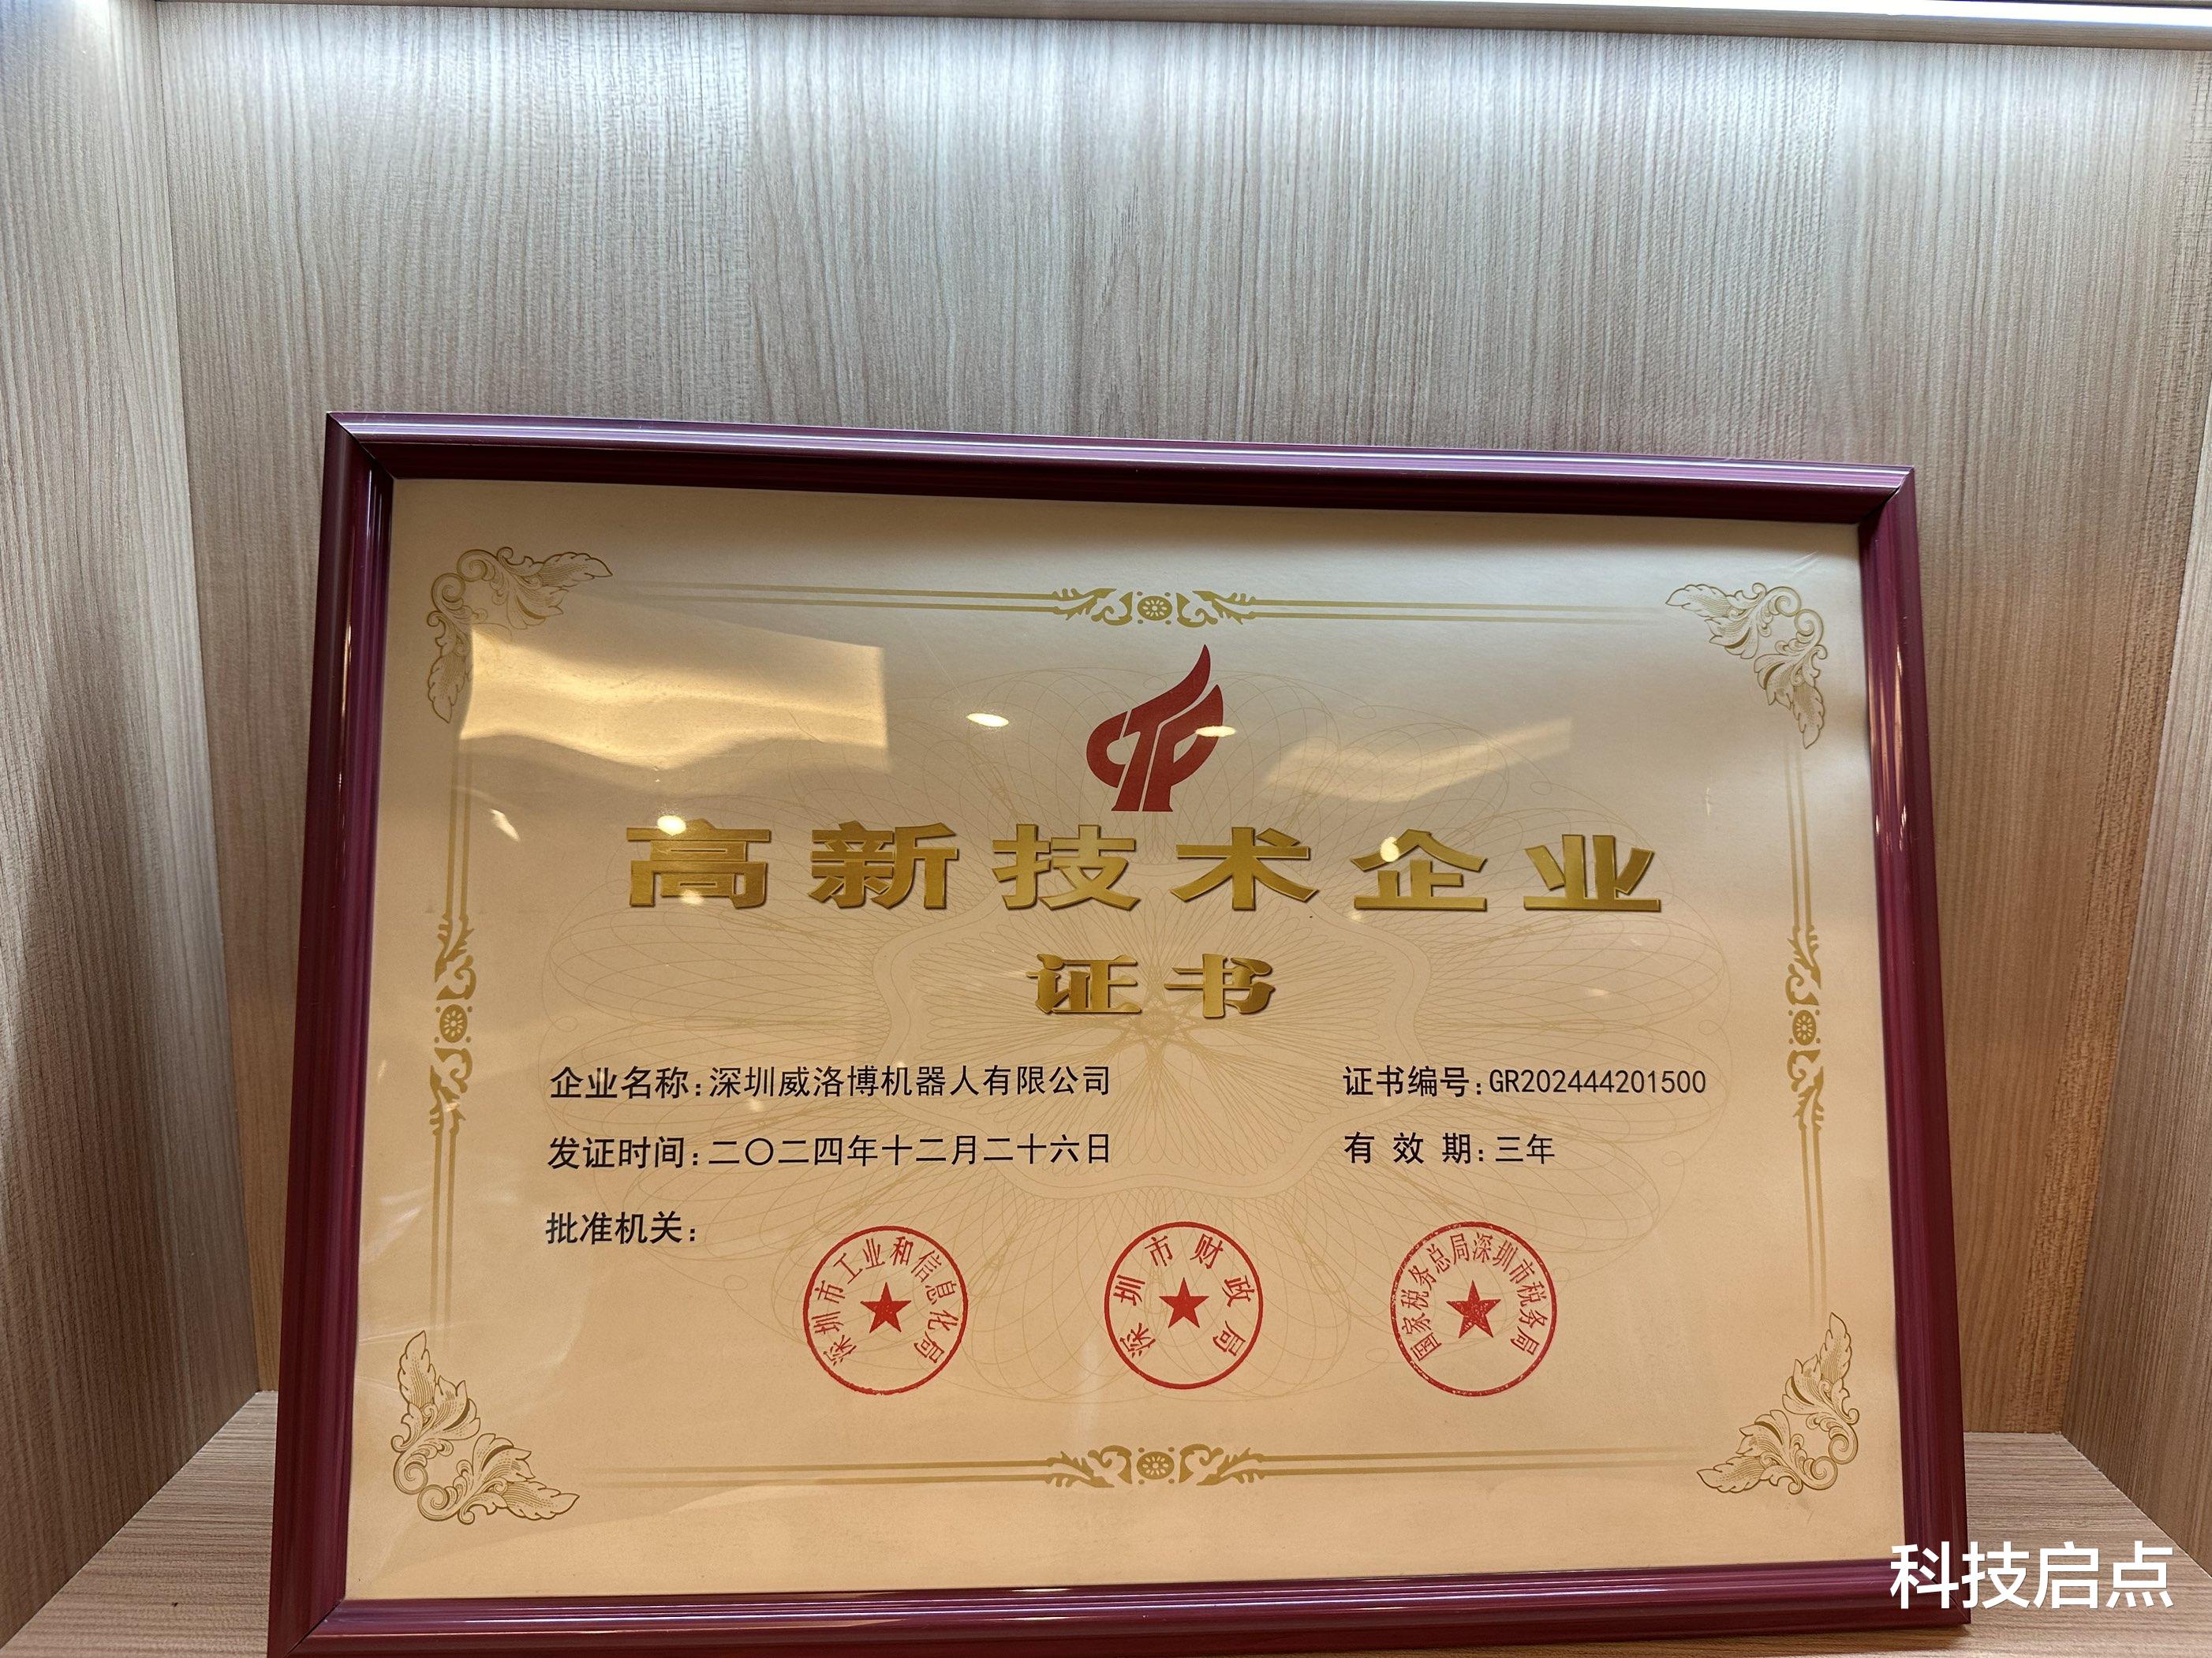 高新技术企业
证书
企业名称:深圳威洛博机器人有限公司
证书编号:GR202444201500
发证时间:二〇二四年十二月二十六日
有效期:三年
批准机关:
深圳市工业和信息化局
深圳市财政局
国家税务总局深圳市税务局
科技启点